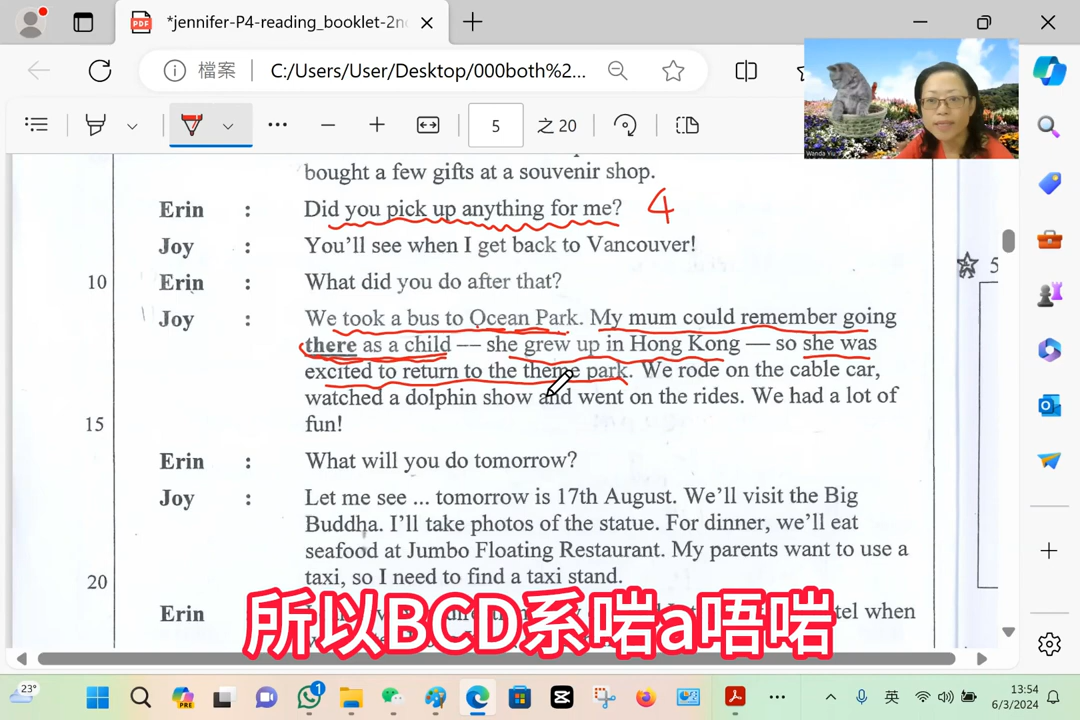 *jennifer-P4-reading_booklet-2n
檔案
C:/Users/User/Desktop/000both%2...
5 之 20
Wanda Yiu
bought a few gifts at a souvenir shop.
Erin : Did you pick up anything for me? 4
Joy : You'll see when I get back to Vancouver!
10 Erin : What did you do after that?
Joy : We took a bus to Ocean Park. My mum could remember going
there as a child — she grew up in Hong Kong — so she was
excited to return to the theme park. We rode on the cable car,
watched a dolphin show and went on the rides. We had a lot of
15 fun!
Erin : What will you do tomorrow?
Joy : Let me see ... tomorrow is 17th August. We'll visit the Big
Buddha. I'll take photos of the statue. For dinner, we'll eat
seafood at Jumbo Floating Restaurant. My parents want to use a
20 taxi, so I need to find a taxi stand.
Erin
所以BCD系啱a唔啱
5
23°
英
13:54
6/3/2024